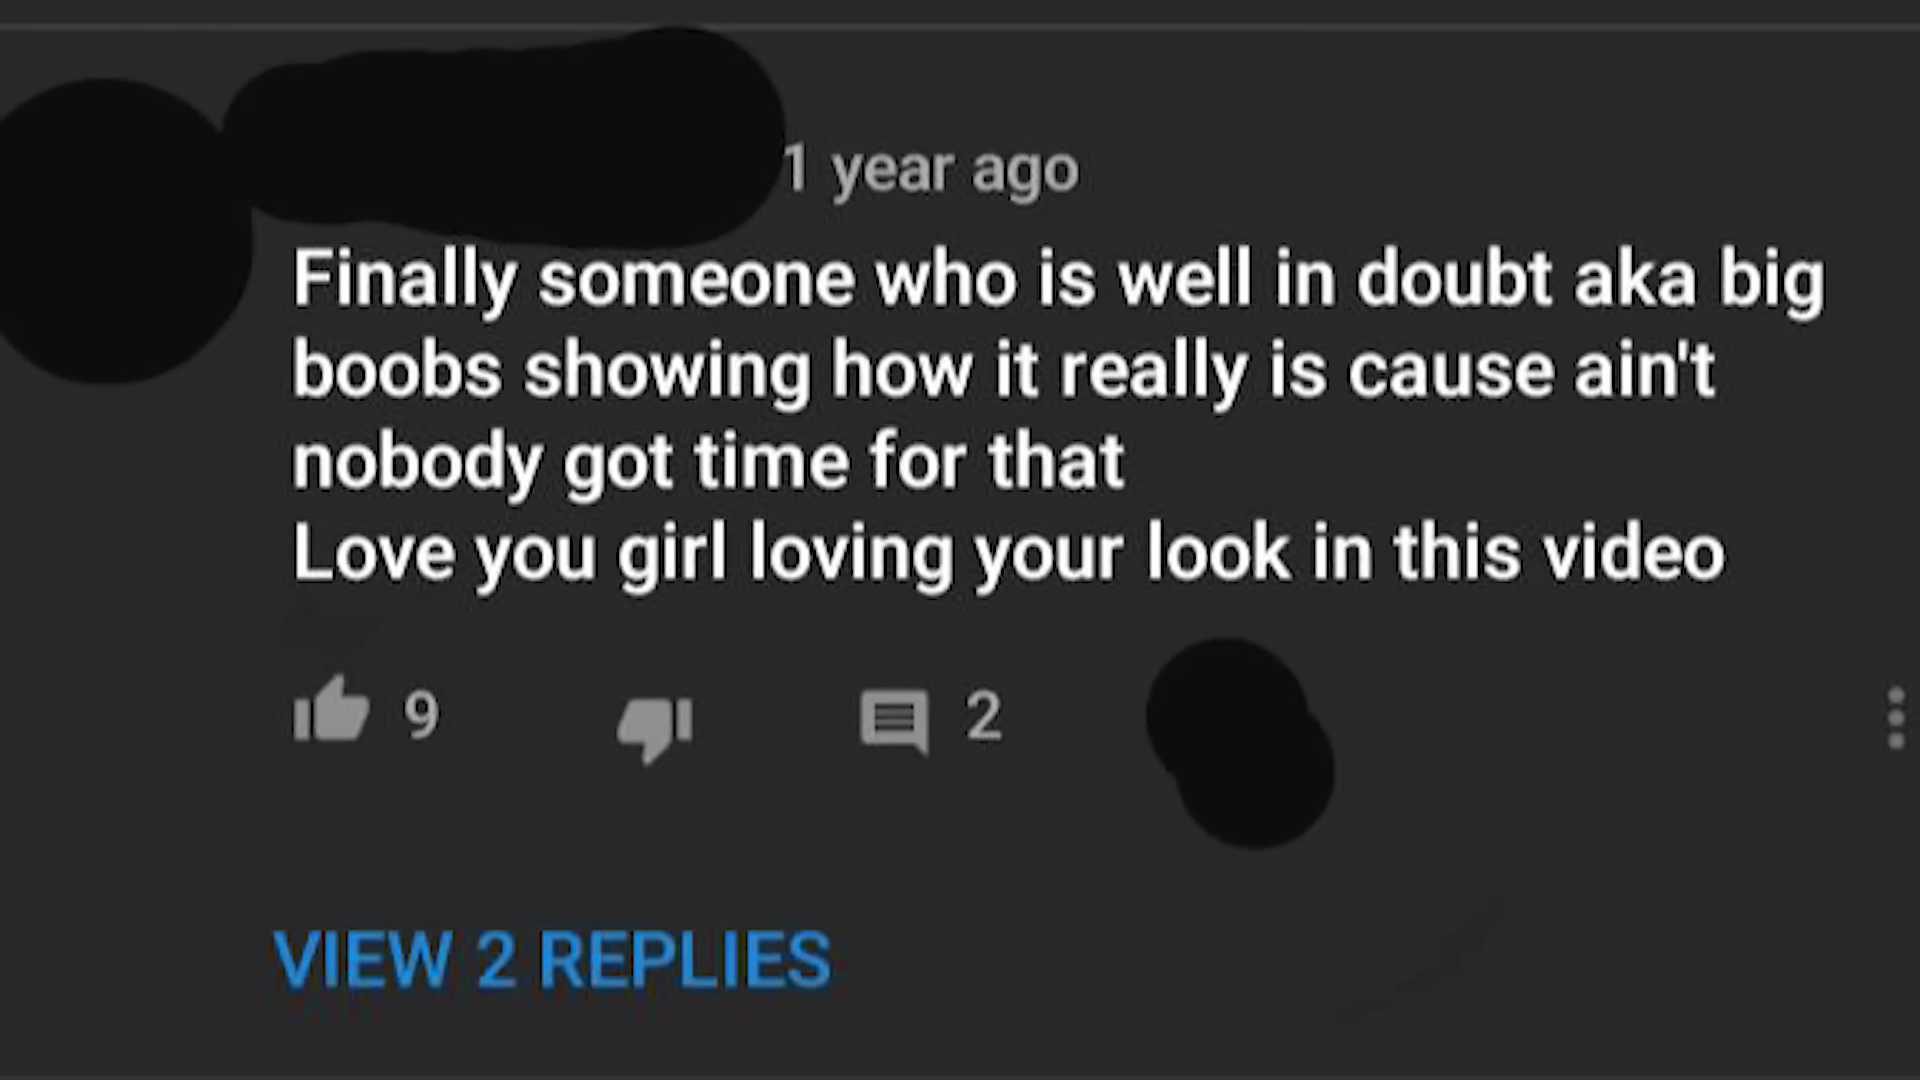 1 year ago
Finally someone who is well in doubt aka big
boobs showing how it really is cause ain't
nobody got time for that
Love you girl loving your look in this video
9
2
VIEW 2 REPLIES